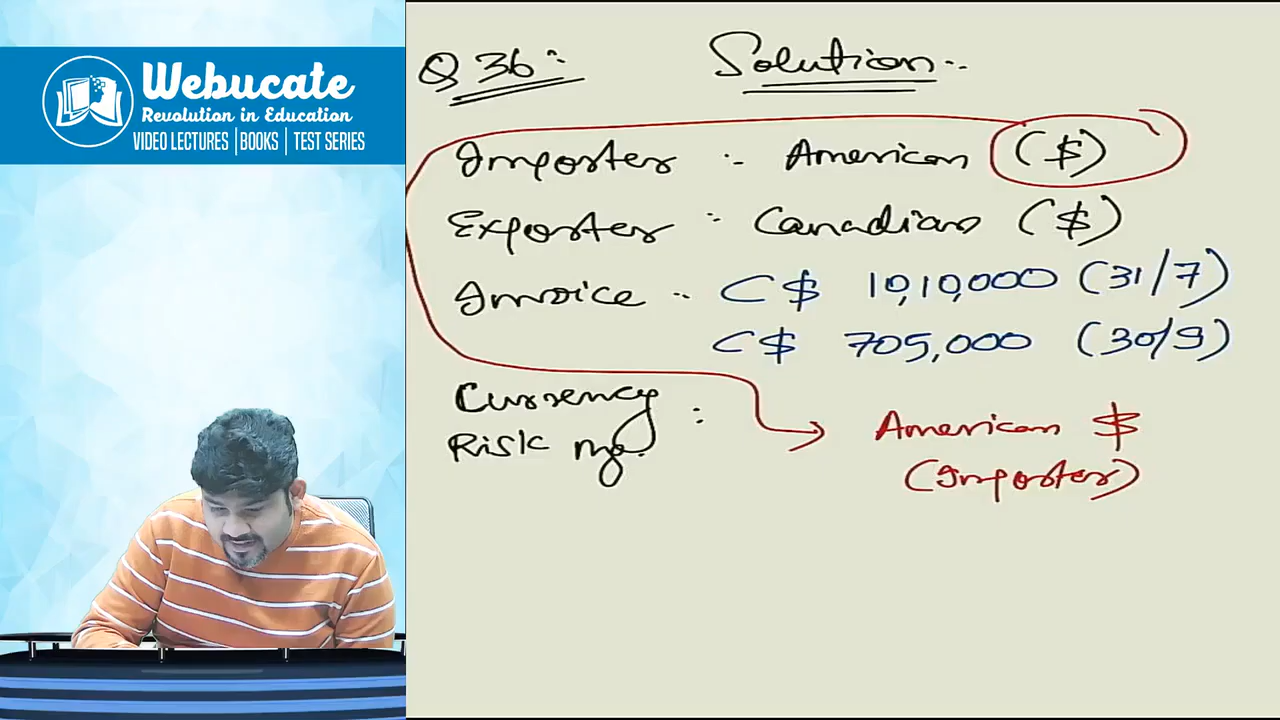 Webucate
Revolution in Education
VIDEO LECTURES | BOOKS | TEST SERIES
Q 36 :- Solution :-
Importer :- American ($)
Exporter :- Canadian ($)
Invoice :- C$ 10,10,000 (31/7)
C$ 705,000 (30/9)
Currency
Risk mg. :
American $
(Importer)